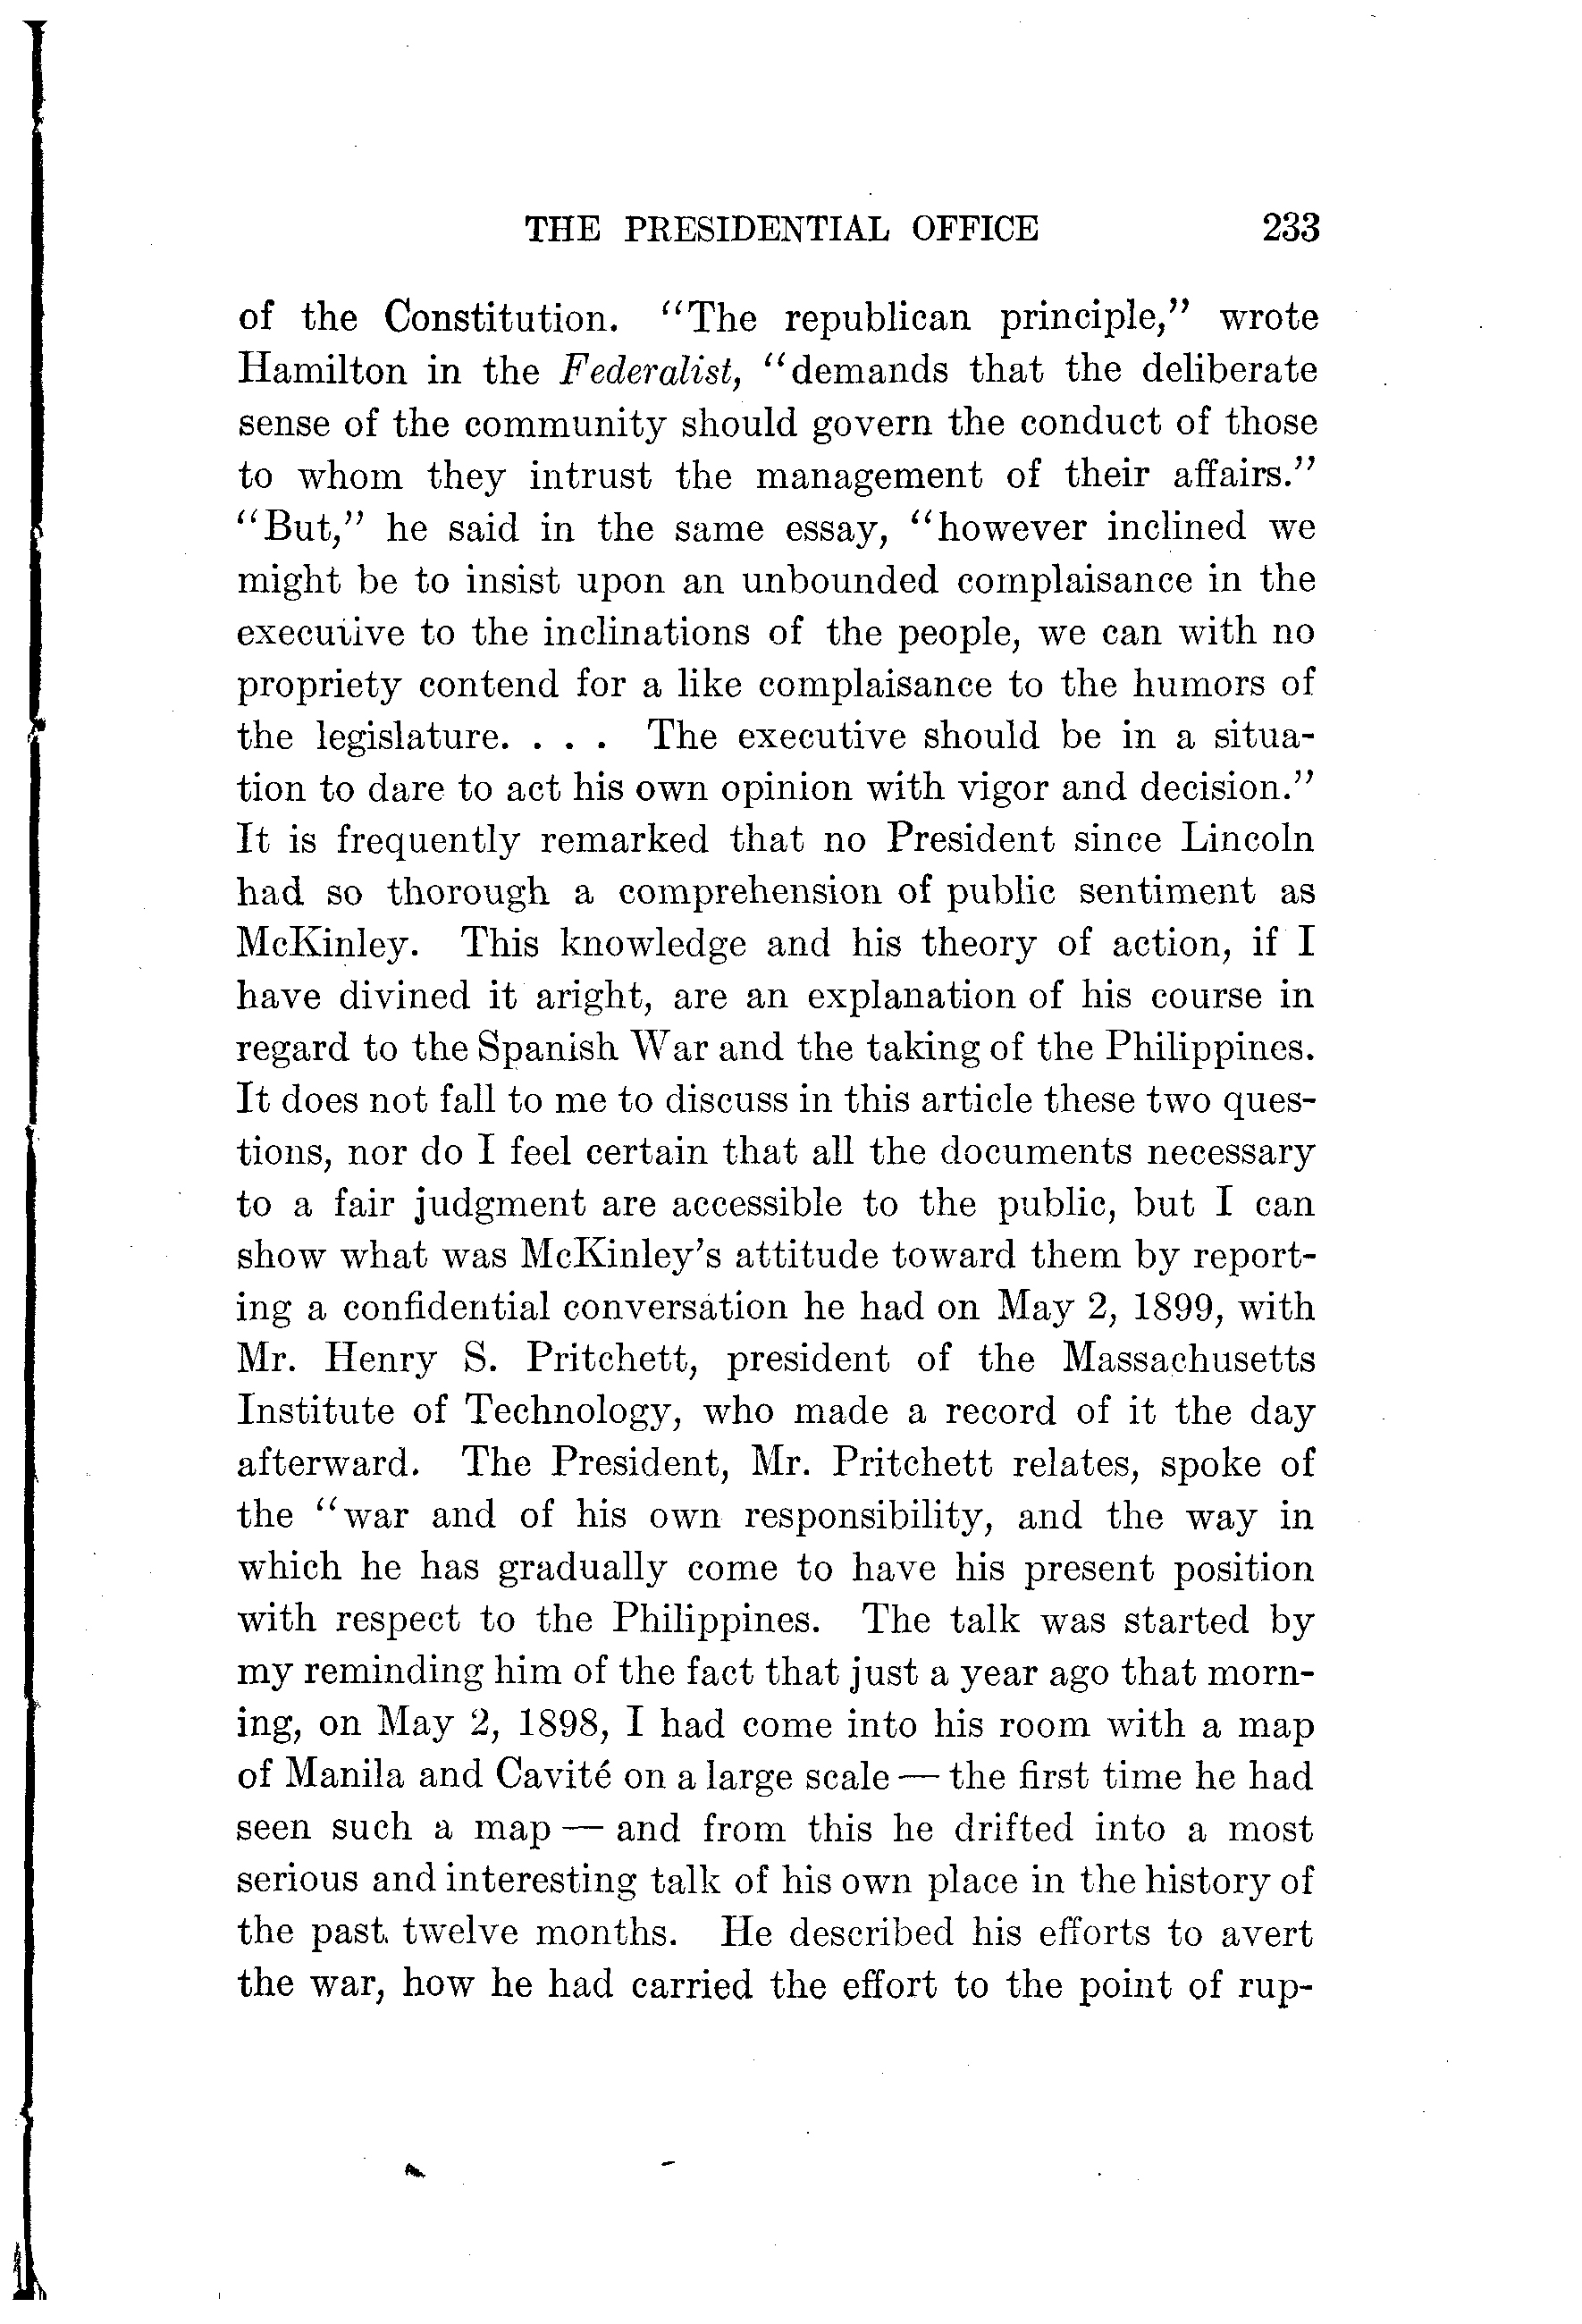 THE PRESIDENTIAL OFFICE 233
of the Constitution. "The republican principle," wrote
Hamilton in the Federalist, "demands that the deliberate
sense of the community should govern the conduct of those
to whom they intrust the management of their affairs."
"But," he said in the same essay, "however inclined we
might be to insist upon an unbounded complaisance in the
executive to the inclinations of the people, we can with no
propriety contend for a like complaisance to the humors of
the legislature. . . . The executive should be in a situa-
tion to dare to act his own opinion with vigor and decision."
It is frequently remarked that no President since Lincoln
had so thorough a comprehension of public sentiment as
McKinley. This knowledge and his theory of action, if I
have divined it aright, are an explanation of his course in
regard to the Spanish War and the taking of the Philippines.
It does not fall to me to discuss in this article these two ques-
tions, nor do I feel certain that all the documents necessary
to a fair judgment are accessible to the public, but I can
show what was McKinley's attitude toward them by report-
ing a confidential conversation he had on May 2, 1899, with
Mr. Henry S. Pritchett, president of the Massachusetts
Institute of Technology, who made a record of it the day
afterward. The President, Mr. Pritchett relates, spoke of
the "war and of his own responsibility, and the way in
which he has gradually come to have his present position
with respect to the Philippines. The talk was started by
my reminding him of the fact that just a year ago that morn-
ing, on May 2, 1898, I had come into his room with a map
of Manila and Cavité on a large scale — the first time he had
seen such a map — and from this he drifted into a most
serious and interesting talk of his own place in the history of
the past twelve months. He described his efforts to avert
the war, how he had carried the effort to the point of rup-